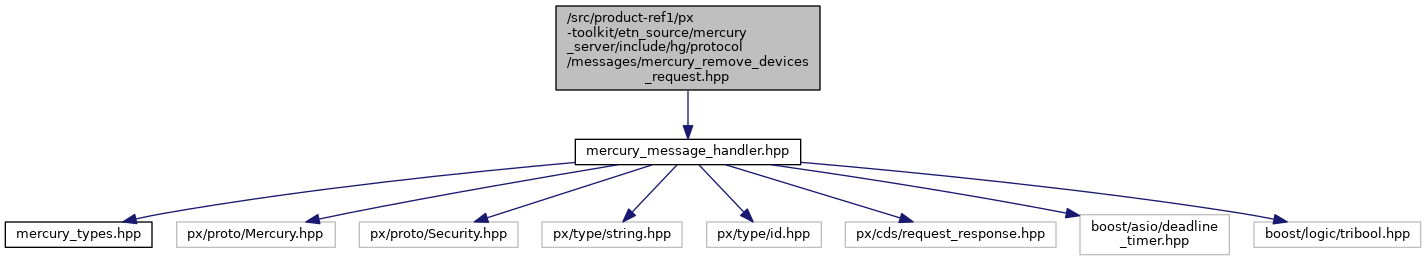 /src/product-ref1/px
-toolkit/etn_source/mercury
_server/include/hg/protocol
/messages/mercury_remove_devices
_request.hpp
mercury_message_handler.hpp
mercury_types.hpp
px/proto/Mercury.hpp
px/proto/Security.hpp
px/type/string.hpp
px/type/id.hpp
px/cds/request_response.hpp
boost/asio/deadline
_timer.hpp
boost/logic/tribool.hpp